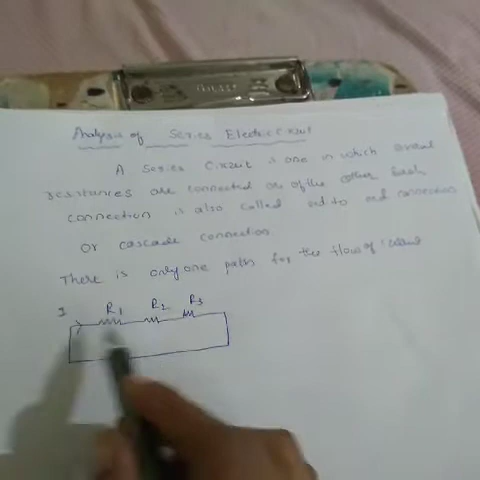 Analysis of Series Electric Circuit
A Series Circuit is one in which several
resistances are connected one of the other. Such
connection is also called end to end connection
or cascade connection.
There is only one path for the flow of
I R1 R2 R3